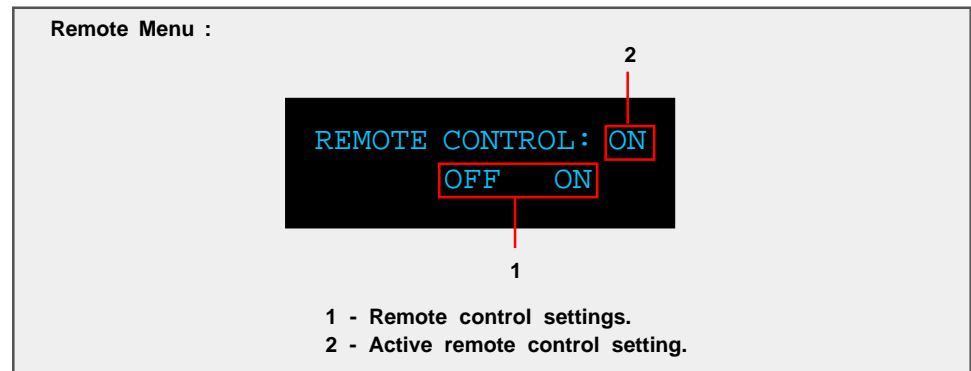 Remote Menu :
2
REMOTE CONTROL: ON
OFF ON
1
1 - Remote control settings.
2 - Active remote control setting.